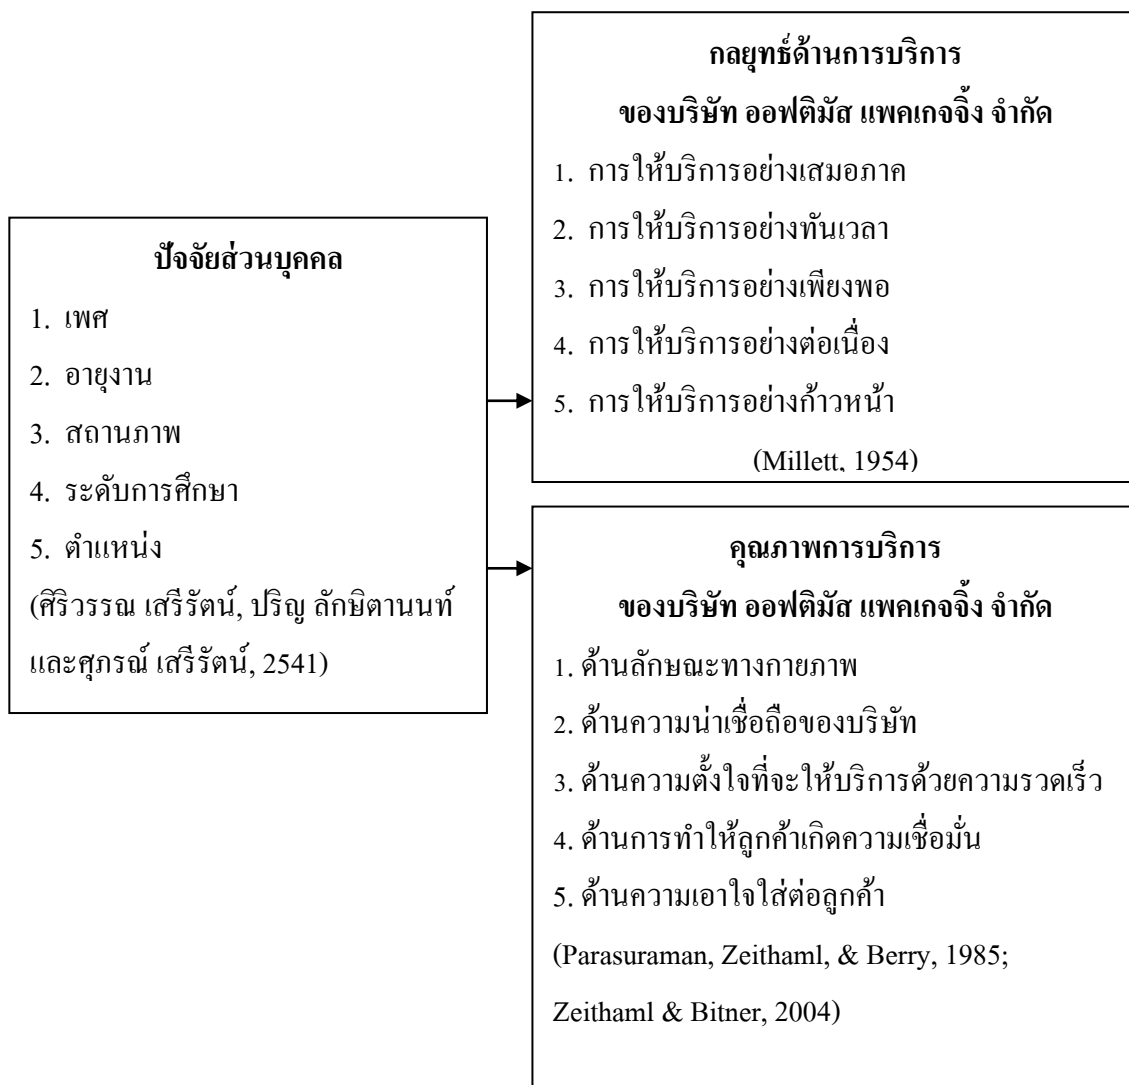 กลยุทธ์ด้านการบริการ
ของบริษัท ออฟติมัส แพคเกจจิ้ง จำกัด
1. การให้บริการอย่างเสมอภาค
2. การให้บริการอย่างทันเวลา
3. การให้บริการอย่างเพียงพอ
4. การให้บริการอย่างต่อเนื่อง
5. การให้บริการอย่างก้าวหน้า
(Millett, 1954)
ปัจจัยส่วนบุคคล
1. เพศ
2. อายุงาน
3. สถานภาพ
4. ระดับการศึกษา
5. ตำแหน่ง
(ศิริวรรณ เสรีรัตน์, ปริญ ลักษิตานนท์
และศุภรณ์ เสรีรัตน์, 2541)
คุณภาพการบริการ
ของบริษัท ออฟติมัส แพคเกจจิ้ง จำกัด
1. ด้านลักษณะทางกายภาพ
2. ด้านความน่าเชื่อถือของบริษัท
3. ด้านความตั้งใจที่จะให้บริการด้วยความรวดเร็ว
4. ด้านการทำให้ลูกค้าเกิดความเชื่อมั่น
5. ด้านความเอาใจใส่ต่อลูกค้า
(Parasuraman, Zeithaml, & Berry, 1985;
Zeithaml & Bitner, 2004)